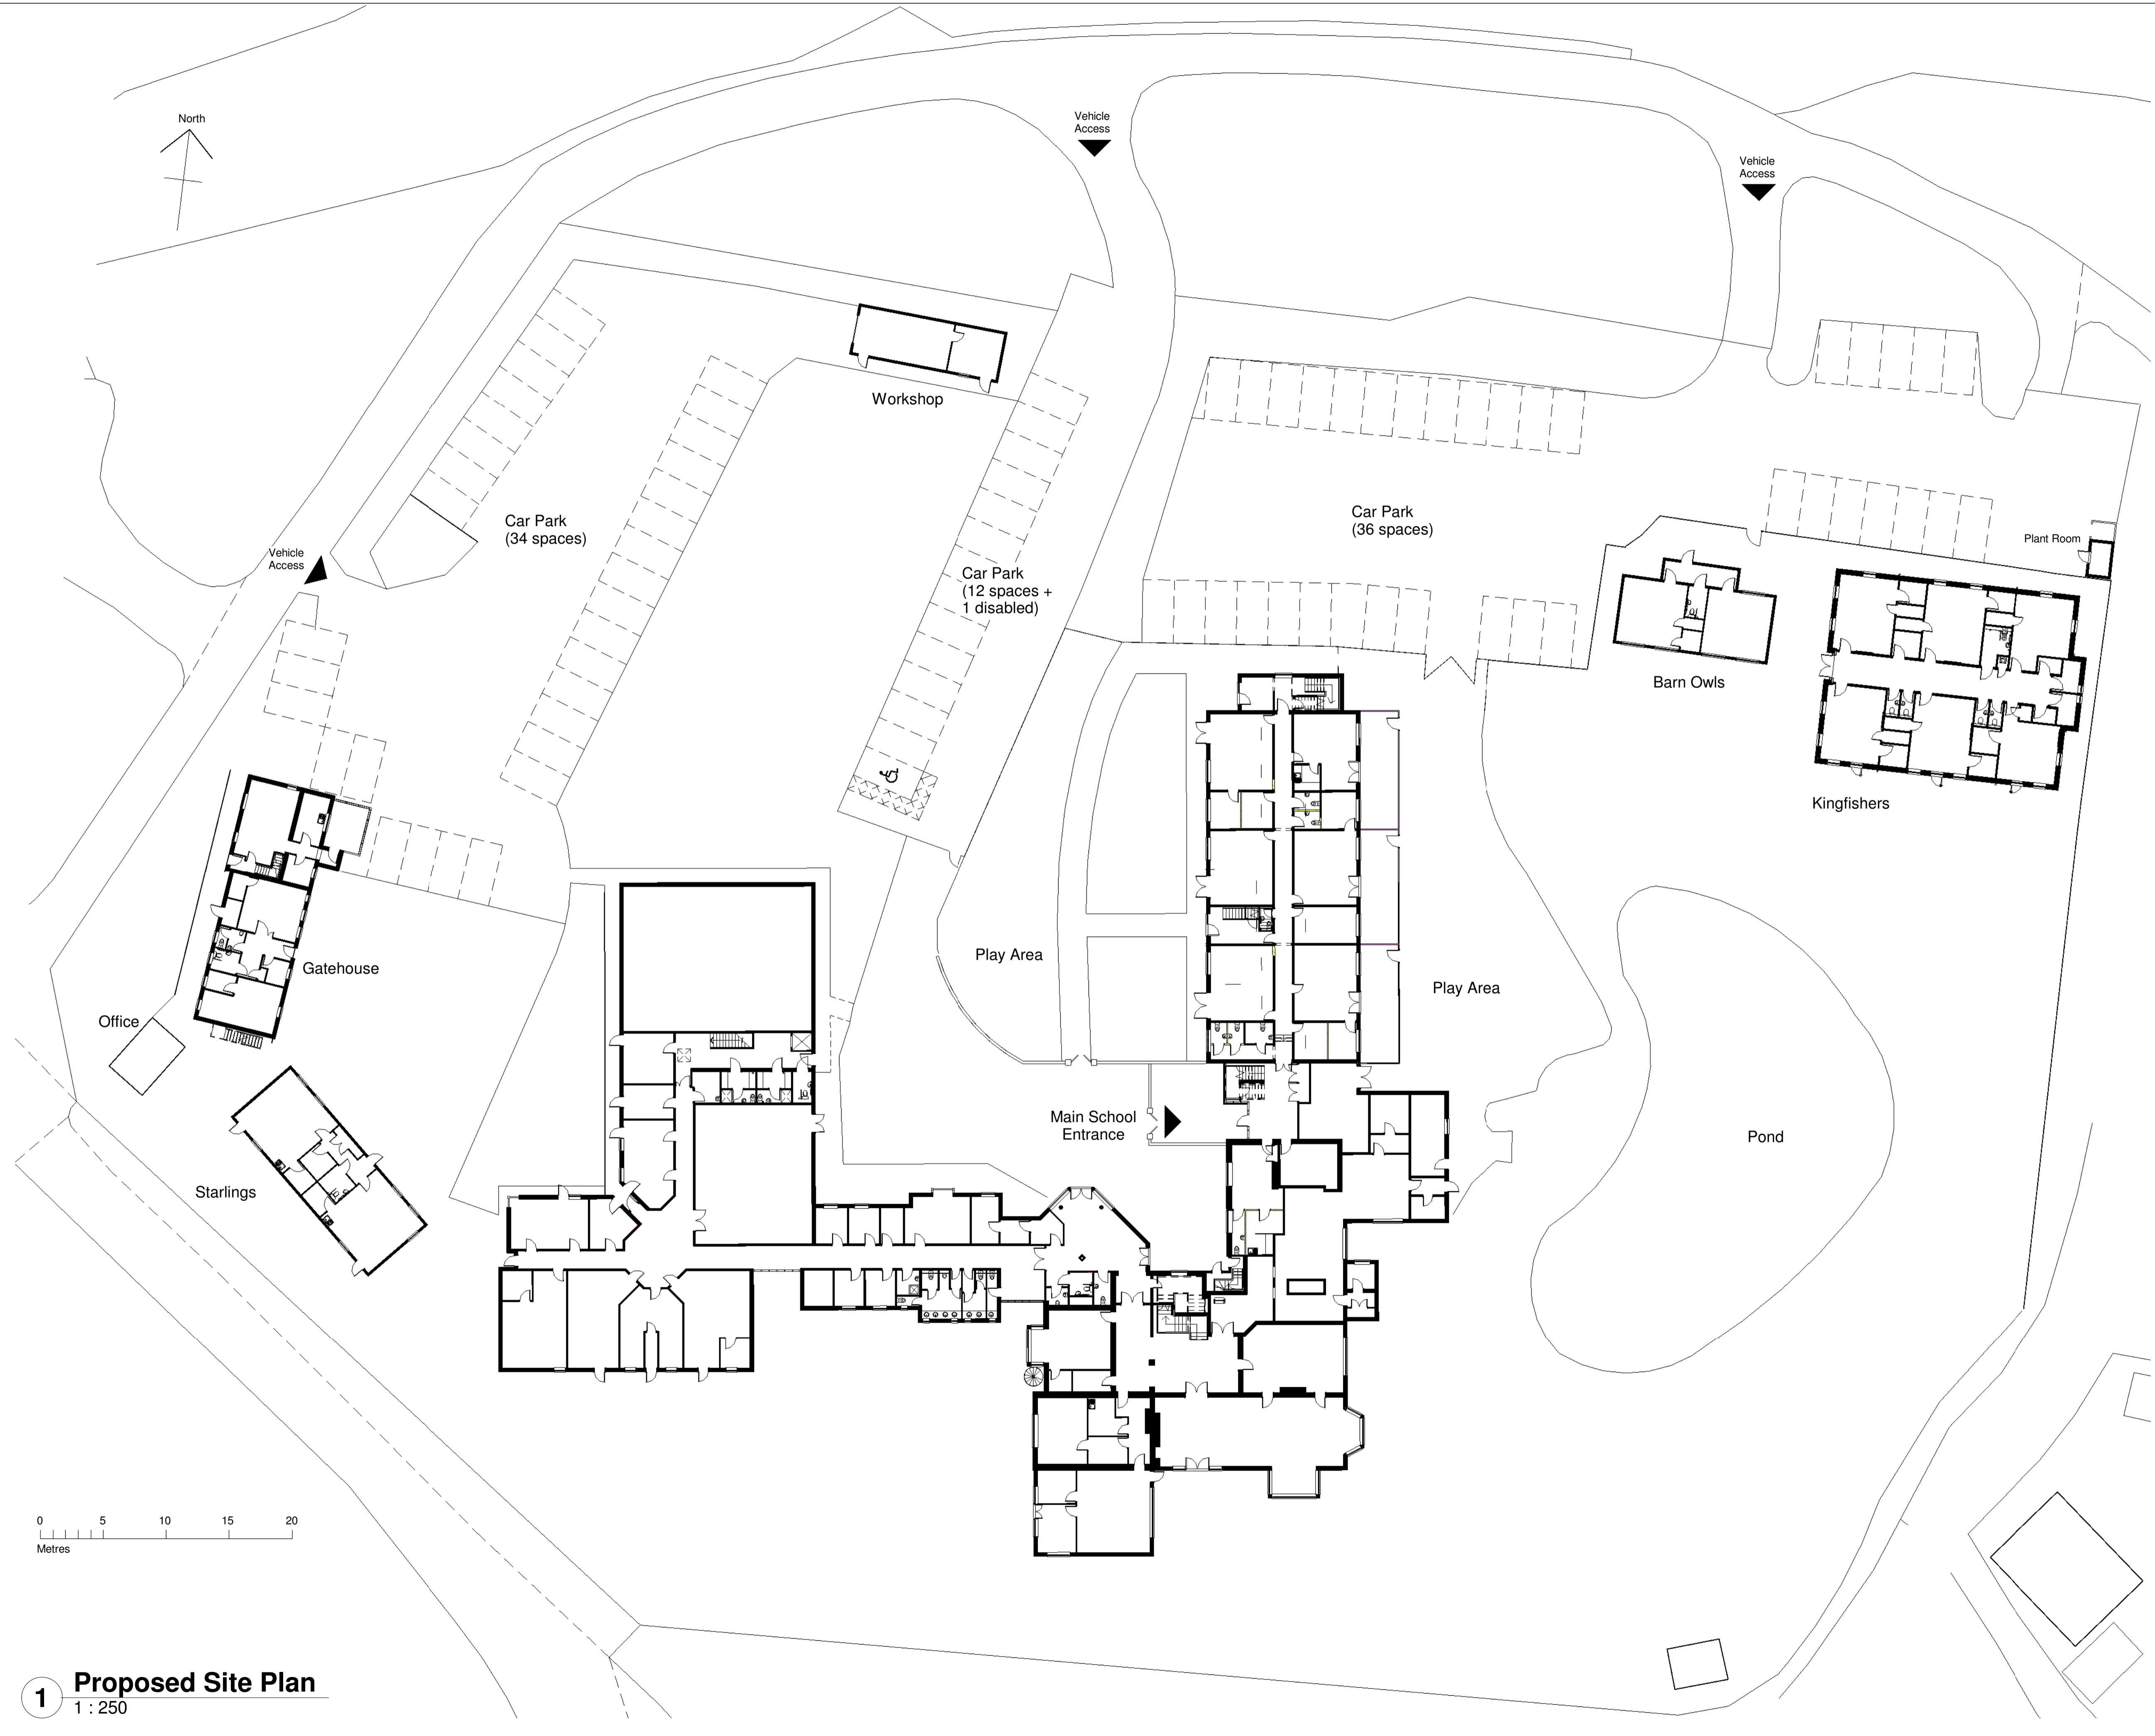 North
Vehicle
Access
Vehicle
Access
Workshop
Car Park
(34 spaces)
Car Park
(36 spaces)
Vehicle
Access
Plant Room
Car Park
(12 spaces +
1 disabled)
Barn Owls
Kingfishers
Play Area
Gatehouse
Play Area
Office
Main School
Entrance
Pond
Starlings
0 5 10 15 20
Metres
1 Proposed Site Plan
1 : 250